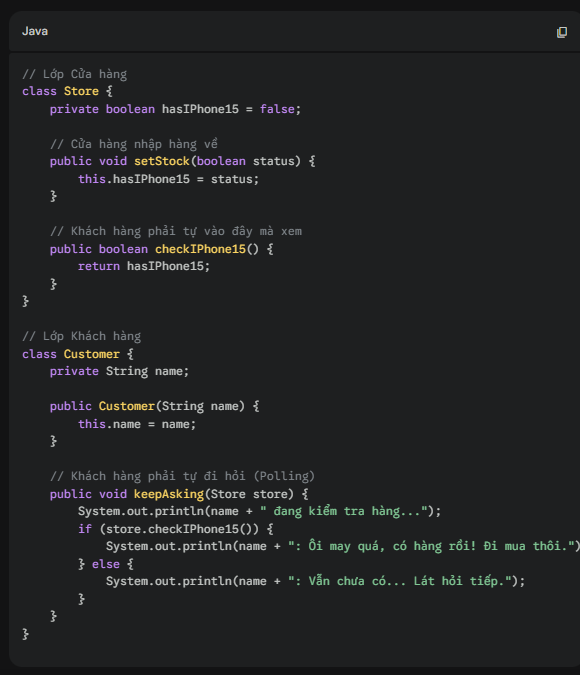 Java
// Lớp Cửa hàng
class Store {
    private boolean hasIPhone15 = false;

    // Cửa hàng nhập hàng về
    public void setStock(boolean status) {
        this.hasIPhone15 = status;
    }

    // Khách hàng phải tự vào đây mà xem
    public boolean checkIPhone15() {
        return hasIPhone15;
    }
}

// Lớp Khách hàng
class Customer {
    private String name;

    public Customer(String name) {
        this.name = name;
    }

    // Khách hàng phải tự đi hỏi (Polling)
    public void keepAsking(Store store) {
        System.out.println(name + " đang kiểm tra hàng...");
        if (store.checkIPhone15()) {
            System.out.println(name + ": Ôi may quá, có hàng rồi! Đi mua thôi.")
        } else {
            System.out.println(name + ": Vẫn chưa có... Lát hỏi tiếp.");
        }
    }
}